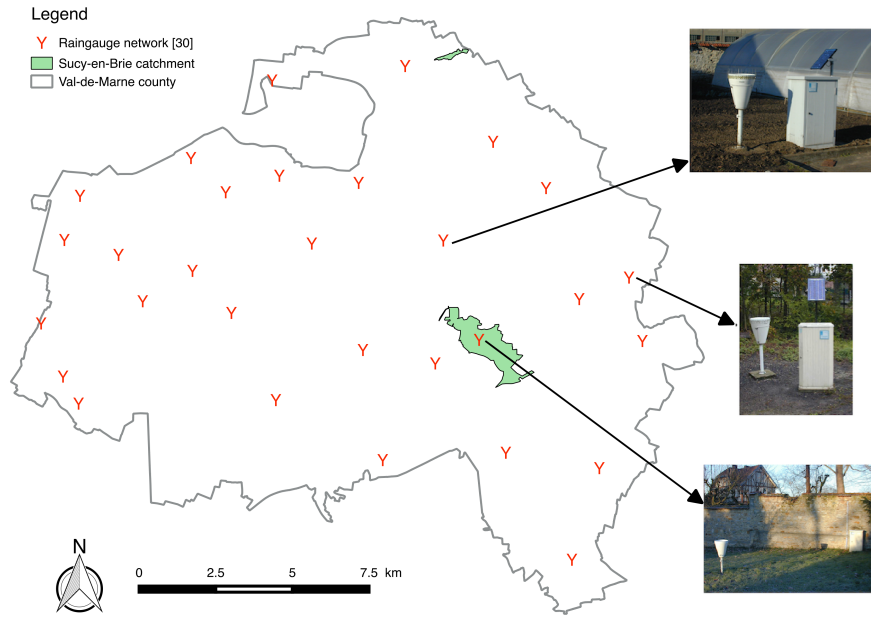 Legend
Raingauge network [30]
Sucy-en-Brie catchment
Val-de-Marne county
N
0 2.5 5 7.5 km